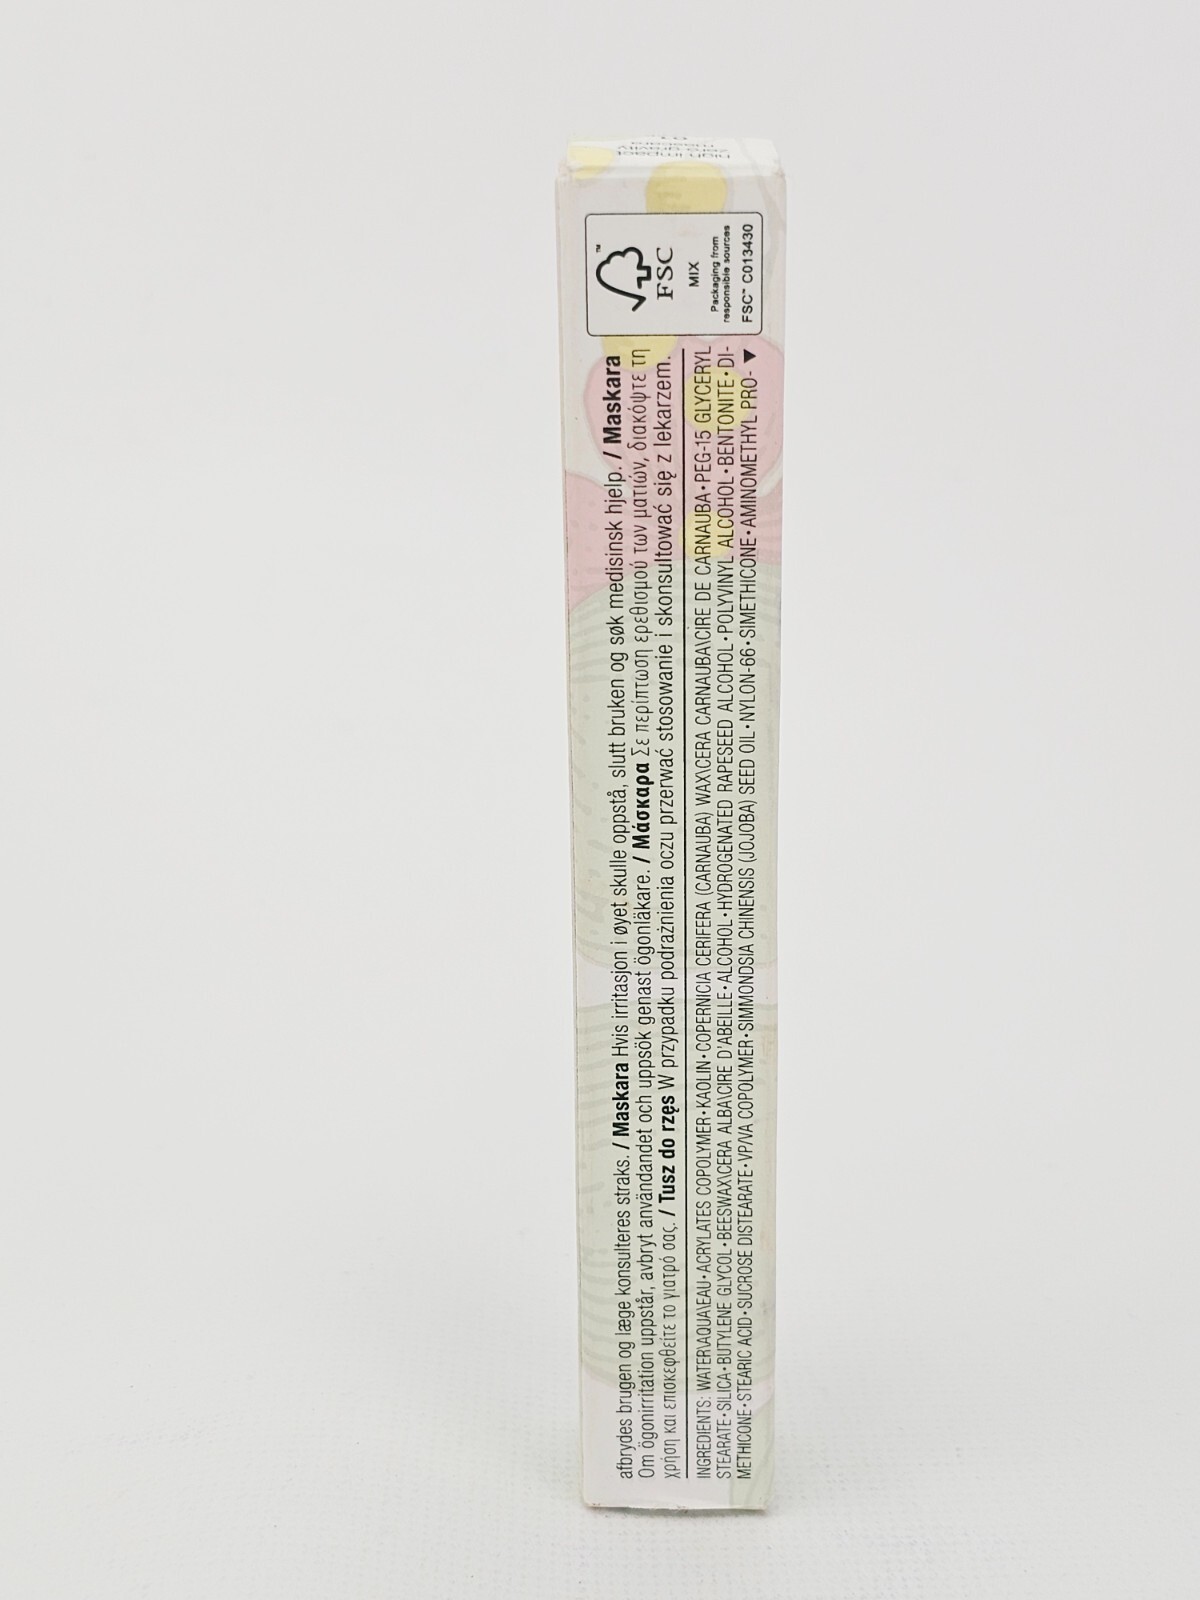 high impact
zero gravity
mascara
™
FSC
MIX
Packaging from
responsible sources
FSC™ C013430
afbrydes brugen og læge konsulteres straks. / Maskara Hvis irritasjon i øyet skulle oppstå, slutt bruken og søk medisinsk hjelp. / Maskara
Om ögonirritation uppstår, avbryt användandet och uppsök genast ögonläkare. / Μάσκαρα Σε περίπτωση ερεθισμού των ματιών, διακόψτε τη
χρήση και επισκεφθείτε το γιατρό σας. / Tusz do rzęs W przypadku podrażnienia oczu przerwać stosowanie i skonsultować się z lekarzem.
INGREDIENTS: WATER\AQUA\EAU • ACRYLATES COPOLYMER • KAOLIN • COPERNICIA CERIFERA (CARNAUBA) WAX\CERA CARNAUBA\CIRE DE CARNAUBA • PEG-15 GLYCERYL
STEARATE • SILICA • BUTYLENE GLYCOL • BEESWAX\CERA ALBA\CIRE D'ABEILLE • ALCOHOL • HYDROGENATED RAPESEED ALCOHOL • POLYVINYL ALCOHOL • BENTONITE • DI-
METHICONE • STEARIC ACID • SUCROSE DISTEARATE • VP/VA COPOLYMER • SIMMONDSIA CHINENSIS (JOJOBA) SEED OIL • NYLON-66 • SIMETHICONE • AMINOMETHYL PRO- ▼